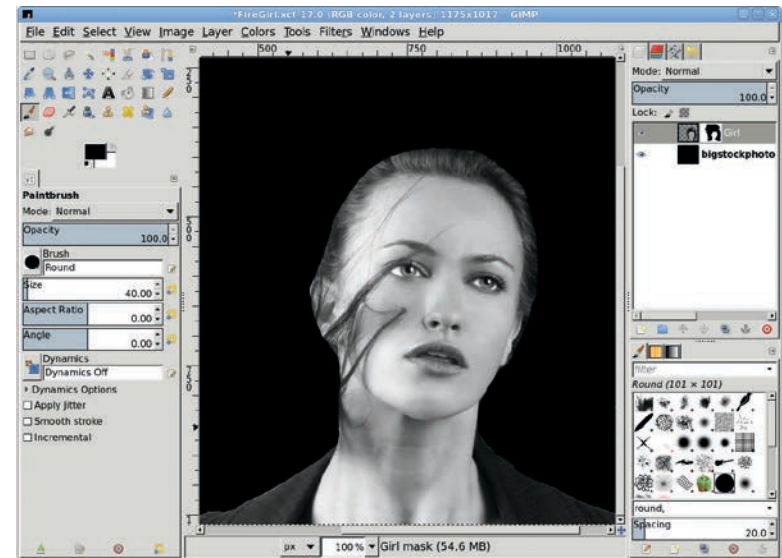 *FireGirl.xcf-17.0 (RGB color, 2 layers) 1175x1017 – GIMP
File Edit Select View Image Layer Colors Tools Filters Windows Help
500 750 1000
Mode: Normal
Opacity
100.0
Lock:
Girl
bigstockphoto
Paintbrush
Mode: Normal
Opacity
100.0
Brush
Round
Size
40.00
Aspect Ratio
0.00
Angle
0.00
Dynamics
Dynamics Off
Dynamics Options
Apply Jitter
Smooth stroke
Incremental
filter
Round (101 × 101)
round,
Spacing
20.0
px 100% Girl mask (54.6 MB)